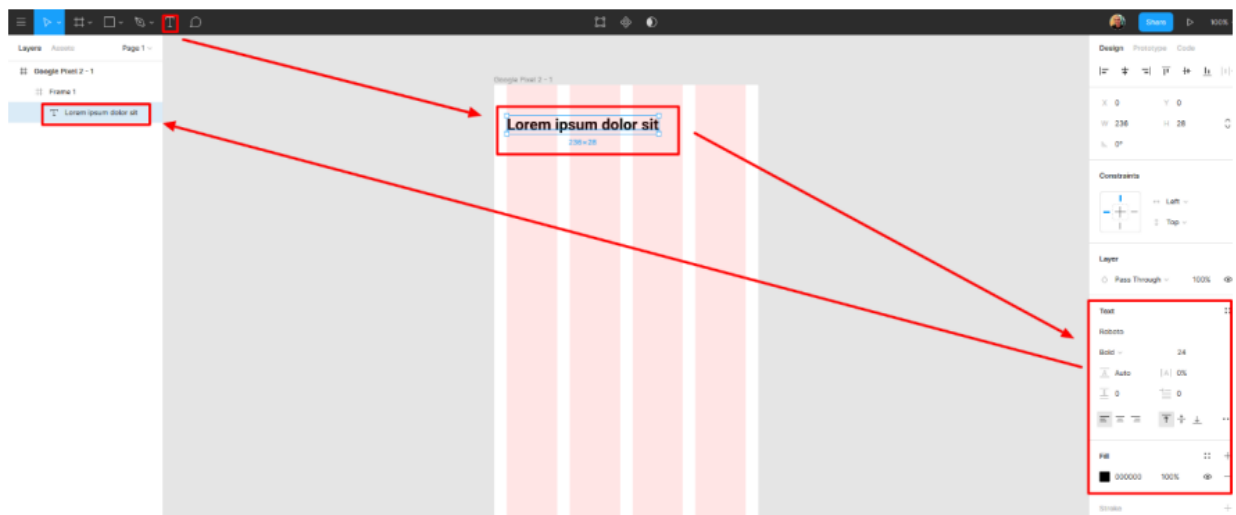 Share
100%
Layers Assets Page 1
Google Pixel 2 - 1
Frame 1
Lorem ipsum dolor sit
Google Pixel 2 - 1
Lorem ipsum dolor sit
236×28
Design Prototype Code
X 0 Y 0
W 236 H 28
0°
Constraints
Left
Top
Layer
Pass Through 100%
Text
Roboto
Bold 24
Auto 0%
0 0
Fill
000000 100%
Stroke